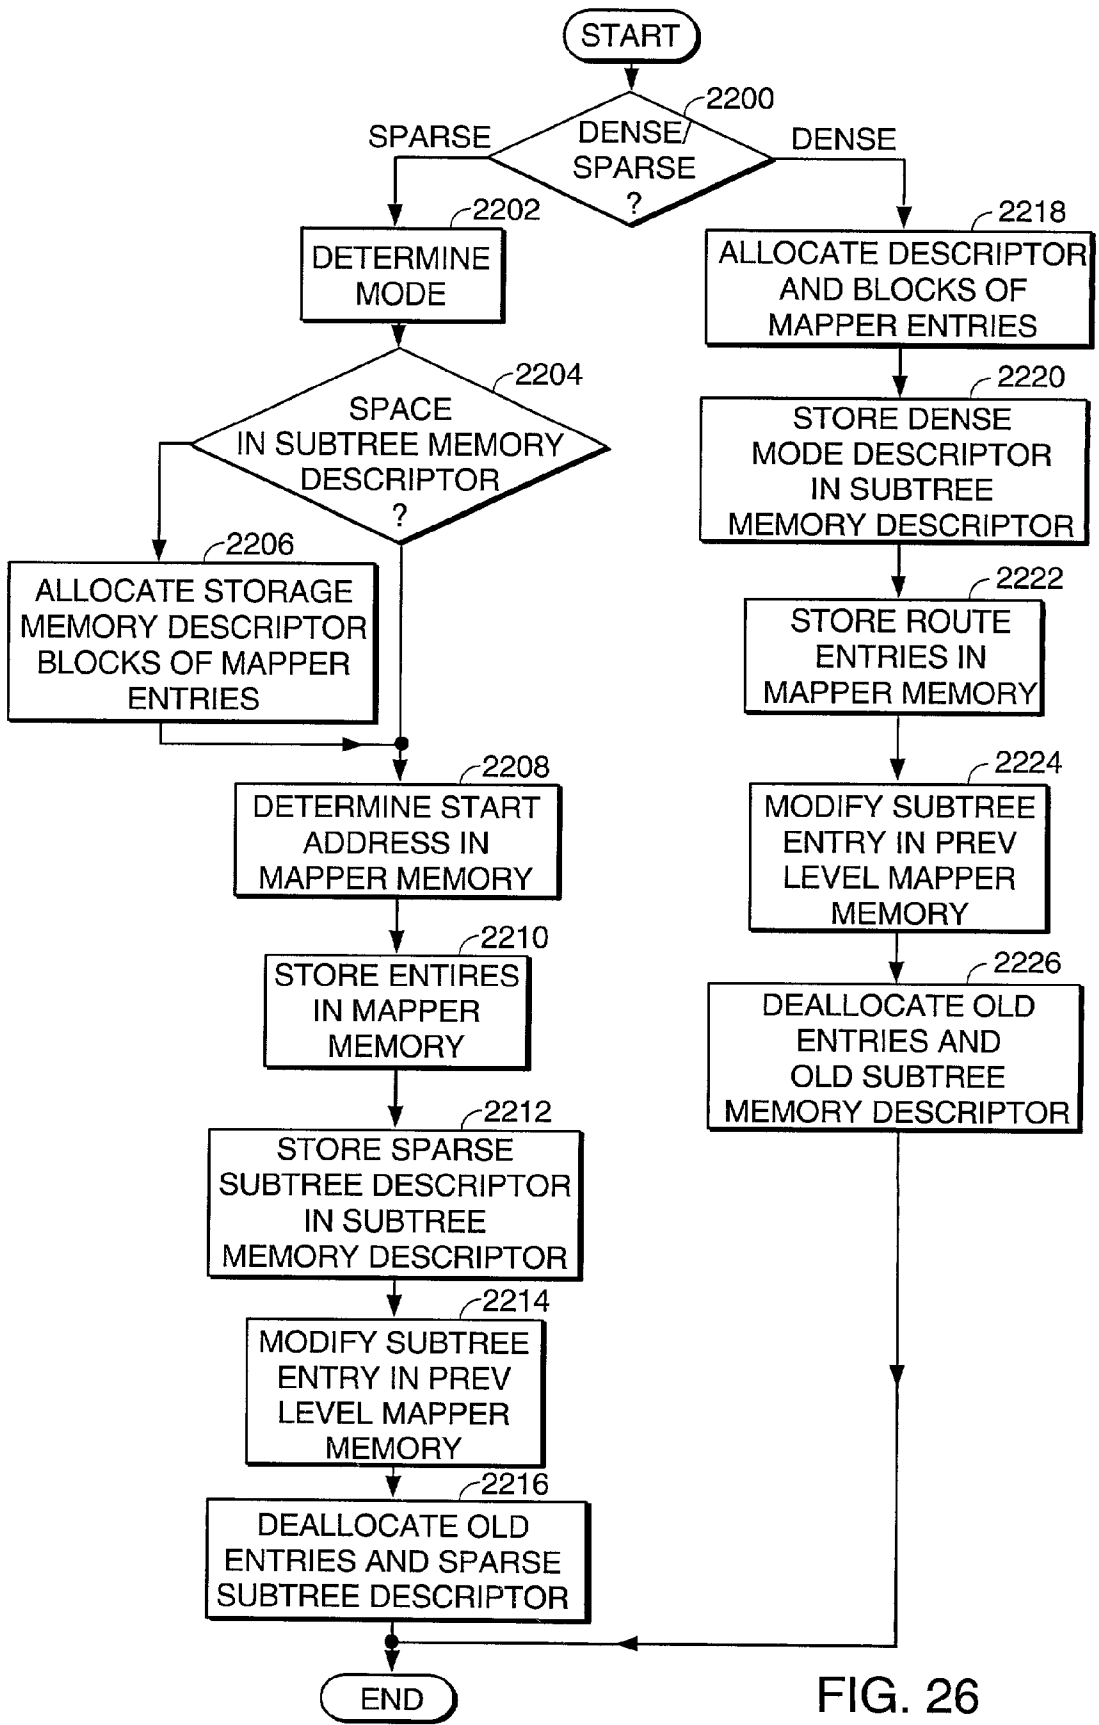 START
2200
DENSE/
SPARSE
?
SPARSE
DENSE
2202
DETERMINE
MODE
2204
SPACE
IN SUBTREE MEMORY
DESCRIPTOR
?
2206
ALLOCATE STORAGE
MEMORY DESCRIPTOR
BLOCKS OF MAPPER
ENTRIES
2208
DETERMINE START
ADDRESS IN
MAPPER MEMORY
2210
STORE ENTIRES
IN MAPPER
MEMORY
2212
STORE SPARSE
SUBTREE DESCRIPTOR
IN SUBTREE
MEMORY DESCRIPTOR
2214
MODIFY SUBTREE
ENTRY IN PREV
LEVEL MAPPER
MEMORY
2216
DEALLOCATE OLD
ENTRIES AND SPARSE
SUBTREE DESCRIPTOR
2218
ALLOCATE DESCRIPTOR
AND BLOCKS OF
MAPPER ENTRIES
2220
STORE DENSE
MODE DESCRIPTOR
IN SUBTREE
MEMORY DESCRIPTOR
2222
STORE ROUTE
ENTRIES IN
MAPPER MEMORY
2224
MODIFY SUBTREE
ENTRY IN PREV
LEVEL MAPPER
MEMORY
2226
DEALLOCATE OLD
ENTRIES AND
OLD SUBTREE
MEMORY DESCRIPTOR
END
FIG. 26